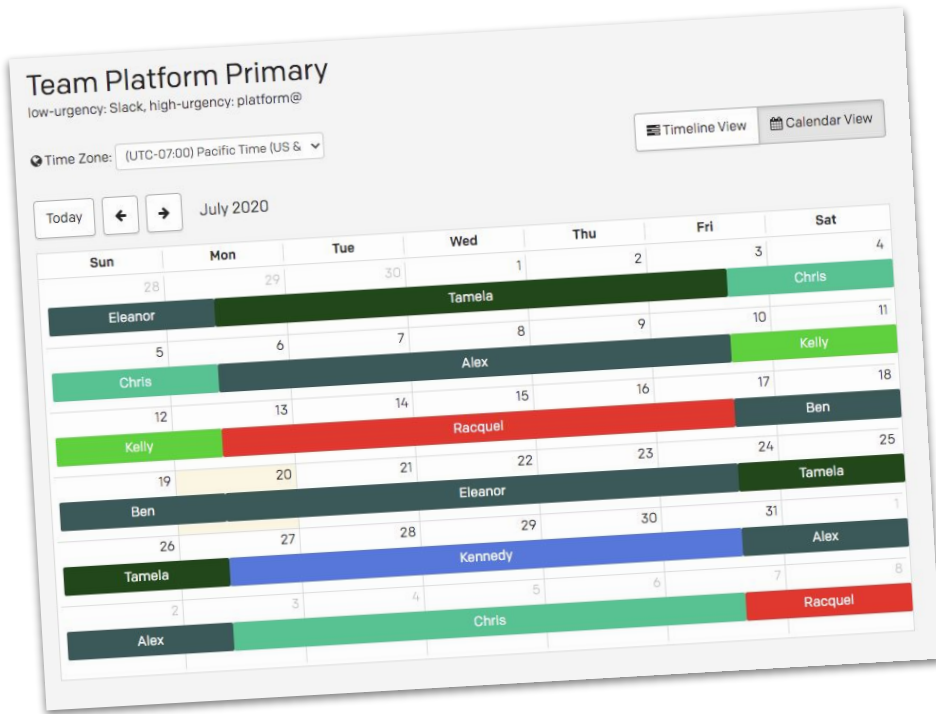 Team Platform Primary
low-urgency: Slack, high-urgency: platform@
Time Zone: (UTC-07:00) Pacific Time (US &
Timeline View Calendar View
Today July 2020
Sun Mon Tue Wed Thu Fri Sat
28 29 30 1 2 3 4
Eleanor Tamela Chris
5 6 7 8 9 10 11
Chris Alex Kelly
12 13 14 15 16 17 18
Kelly Racquel Ben
19 20 21 22 23 24 25
Ben Eleanor Tamela
26 27 28 29 30 31 1
Tamela Kennedy Alex
2 3 4 5 6 7 8
Alex Chris Racquel